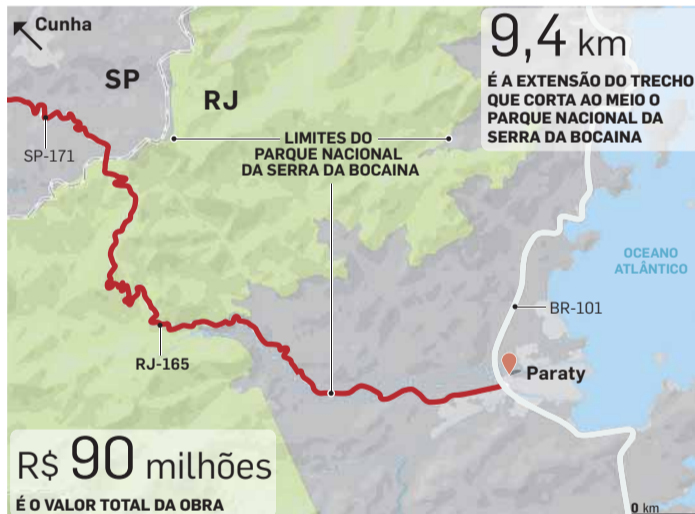 Cunha
SP
RJ
9,4 km
É A EXTENSÃO DO TRECHO
QUE CORTA AO MEIO O
PARQUE NACIONAL DA
SERRA DA BOCAINA
SP-171
LIMITES DO
PARQUE NACIONAL
DA SERRA DA BOCAINA
OCEANO
ATLÂNTICO
BR-101
RJ-165
Paraty
R$ 90 milhões
É O VALOR TOTAL DA OBRA
0 km